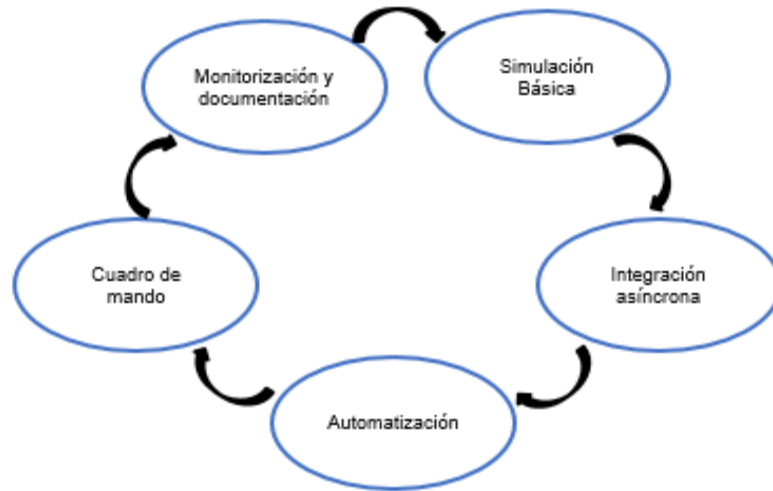 Monitorización y
documentación
Simulación
Básica
Integración
asíncrona
Automatización
Cuadro de
mando